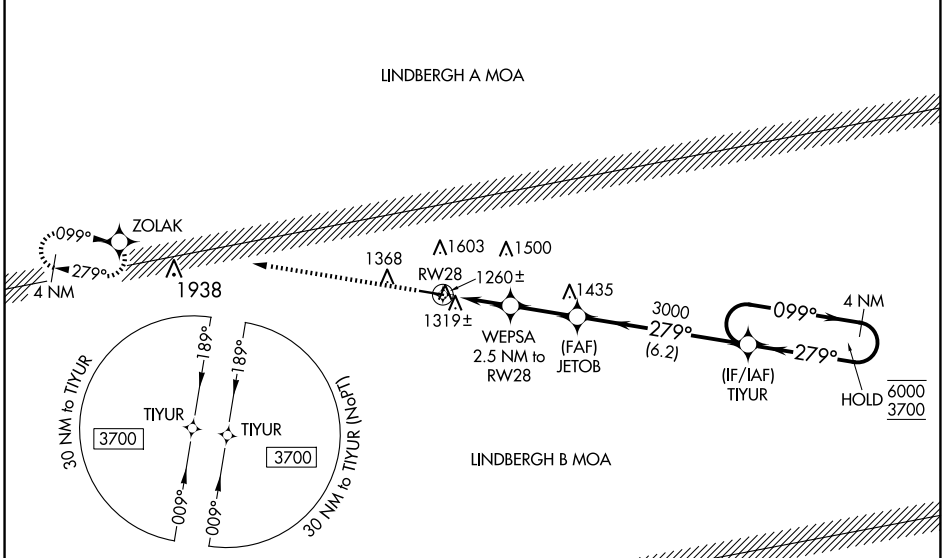 LINDBERGH A MOA
ZOLAK
099°
279°
4 NM
1938
1368
1603
1500
RW28
1260±
1319±
1435
WEPSA
2.5 NM to
RW28
(FAF)
JETOB
3000
279°
(6.2)
(IF/IAF)
TIYUR
099°
4 NM
279°
HOLD
6000
3700
30 NM to TIYUR
189°
TIYUR
3700
009°
189°
TIYUR
3700
009°
30 NM to TIYUR (NoPT)
LINDBERGH B MOA